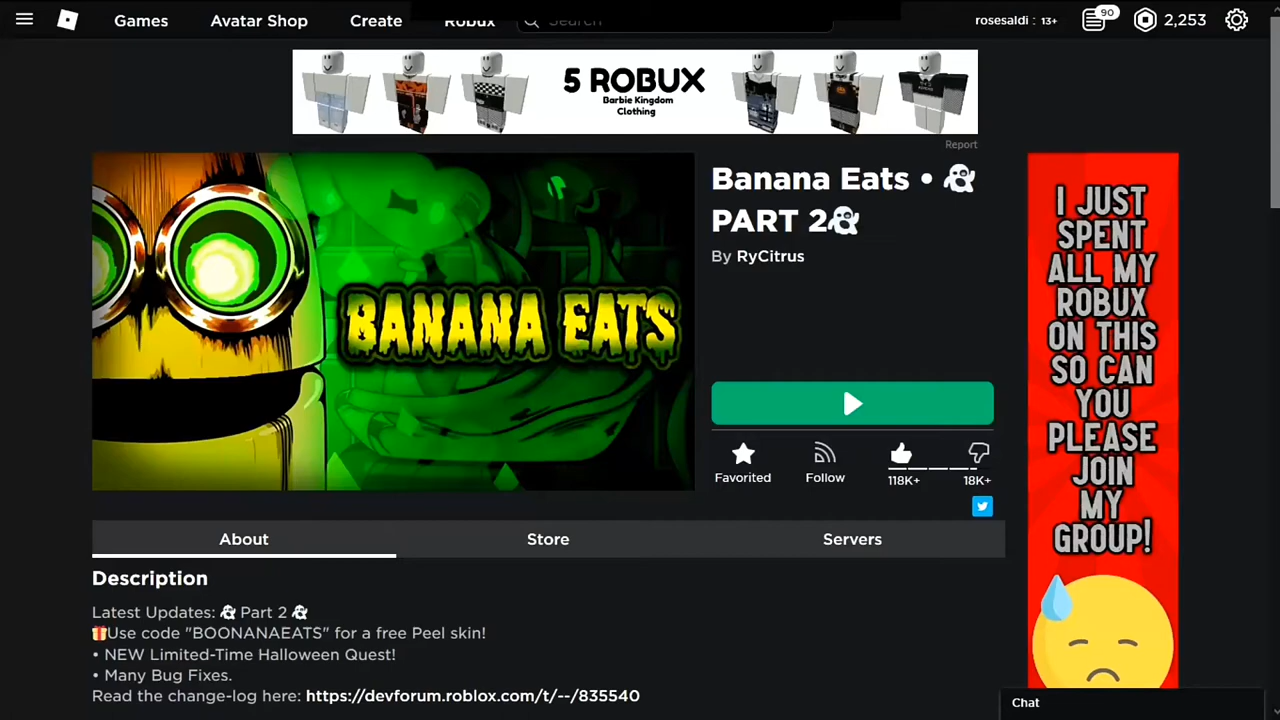 Games
Avatar Shop
Create
Robux
Search
rosesaldi : 13+
90
2,253
5 ROBUX
Barbie Kingdom
Clothing
Report
BANANA EATS
Banana Eats • 👻
PART 2👻
By RyCitrus
Favorited
Follow
118K+
18K+
About
Store
Servers
Description
Latest Updates: 👻 Part 2 👻
🎁Use code "BOONANAEATS" for a free Peel skin!
• NEW Limited-Time Halloween Quest!
• Many Bug Fixes.
Read the change-log here: https://devforum.roblox.com/t/--/835540
I JUST
SPENT
ALL MY
ROBUX
ON THIS
SO CAN
YOU
PLEASE
JOIN
MY
GROUP!
Chat